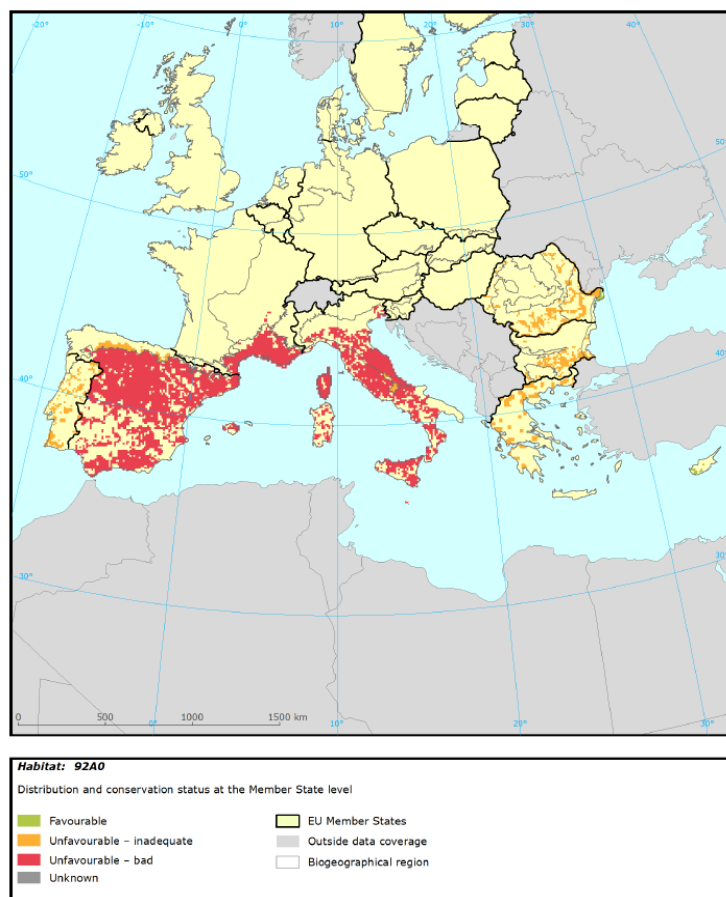 -20°
-10°
0°
10°
20°
30°
40°
50°
50°
40°
40°
30°
30°
0°
10°
20°
30°
0 500 1000 1500 km
Habitat: 92A0
Distribution and conservation status at the Member State level
Favourable
EU Member States
Unfavourable – inadequate
Outside data coverage
Unfavourable – bad
Biogeographical region
Unknown